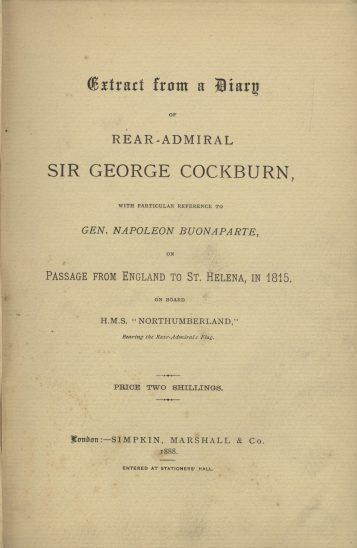 Extract from a Diary
OF
REAR-ADMIRAL
SIR GEORGE COCKBURN,
WITH PARTICULAR REFERENCE TO
GEN. NAPOLEON BUONAPARTE,
ON
PASSAGE FROM ENGLAND TO ST. HELENA, IN 1815,
ON BOARD
H.M.S. "NORTHUMBERLAND,"
Bearing the Rear-Admiral's Flag.
PRICE TWO SHILLINGS.
London:—SIMPKIN, MARSHALL & Co.
1888.
ENTERED AT STATIONERS' HALL.